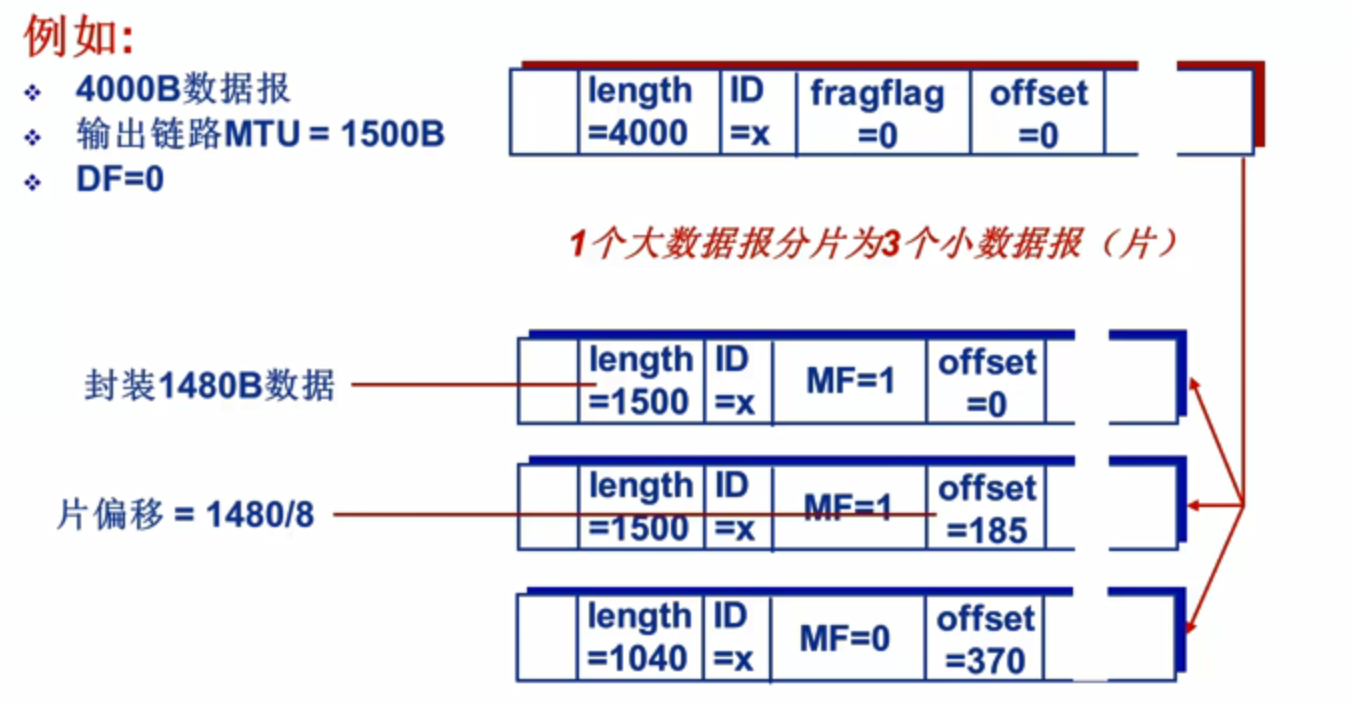 例如:
4000B数据报
输出链路MTU = 1500B
DF=0
length =4000 ID =x fragflag =0 offset =0
1个大数据报分片为3个小数据报（片）
封装1480B数据
length =1500 ID =x MF=1 offset =0
片偏移 = 1480/8
length =1500 ID =x MF=1 offset =185
length =1040 ID =x MF=0 offset =370